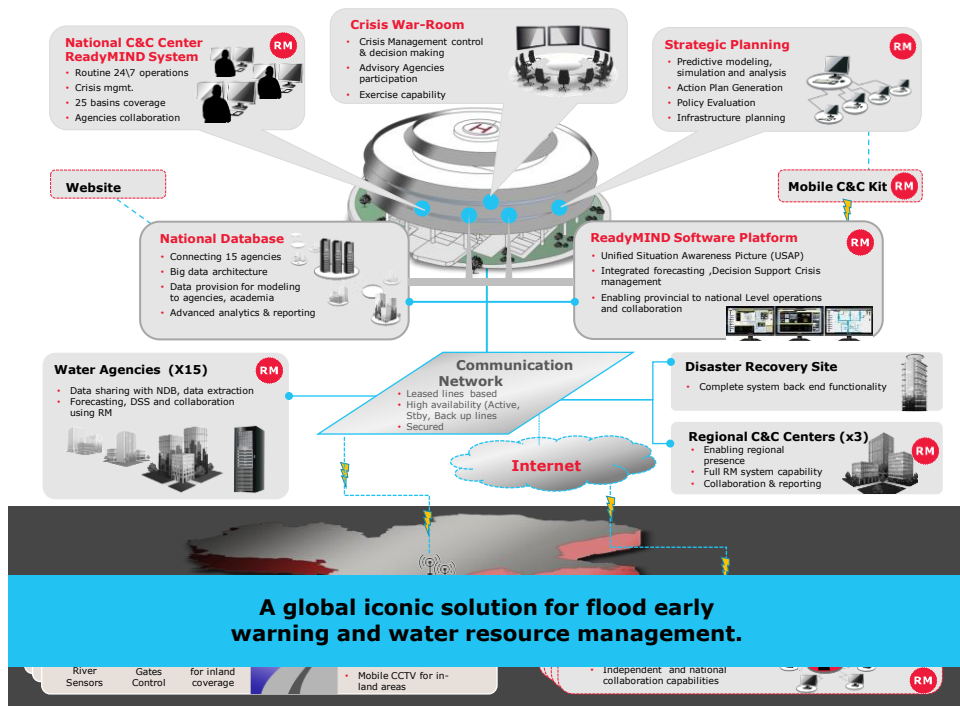 National C&C Center
ReadyMIND System
RM
• Routine 24\7 operations
• Crisis mgmt.
• 25 basins coverage
• Agencies collaboration
Crisis War-Room
• Crisis Management control
& decision making
• Advisory Agencies
participation
• Exercise capability
Strategic Planning
RM
• Predictive modeling,
simulation and analysis
• Action Plan Generation
• Policy Evaluation
• Infrastructure planning
H
Website
Mobile C&C Kit
RM
National Database
• Connecting 15 agencies
• Big data architecture
• Data provision for modeling
to agencies, academia
• Advanced analytics & reporting
ReadyMIND Software Platform
RM
• Unified Situation Awareness Picture (USAP)
• Integrated forecasting ,Decision Support Crisis
management
• Enabling provincial to national Level operations
and collaboration
Water Agencies (X15)
RM
• Data sharing with NDB, data extraction
• Forecasting, DSS and collaboration
using RM
Communication
Network
• Leased lines based
• High availability (Active,
Stby, Back up lines
• Secured
Internet
Disaster Recovery Site
• Complete system back end functionality
Regional C&C Centers (x3)
RM
• Enabling regional
presence
• Full RM system capability
• Collaboration & reporting
A global iconic solution for flood early
warning and water resource management.
River
Sensors
Gates
Control
for inland
coverage
• Mobile CCTV for in-
land areas
• Independent and national
collaboration capabilities
RM